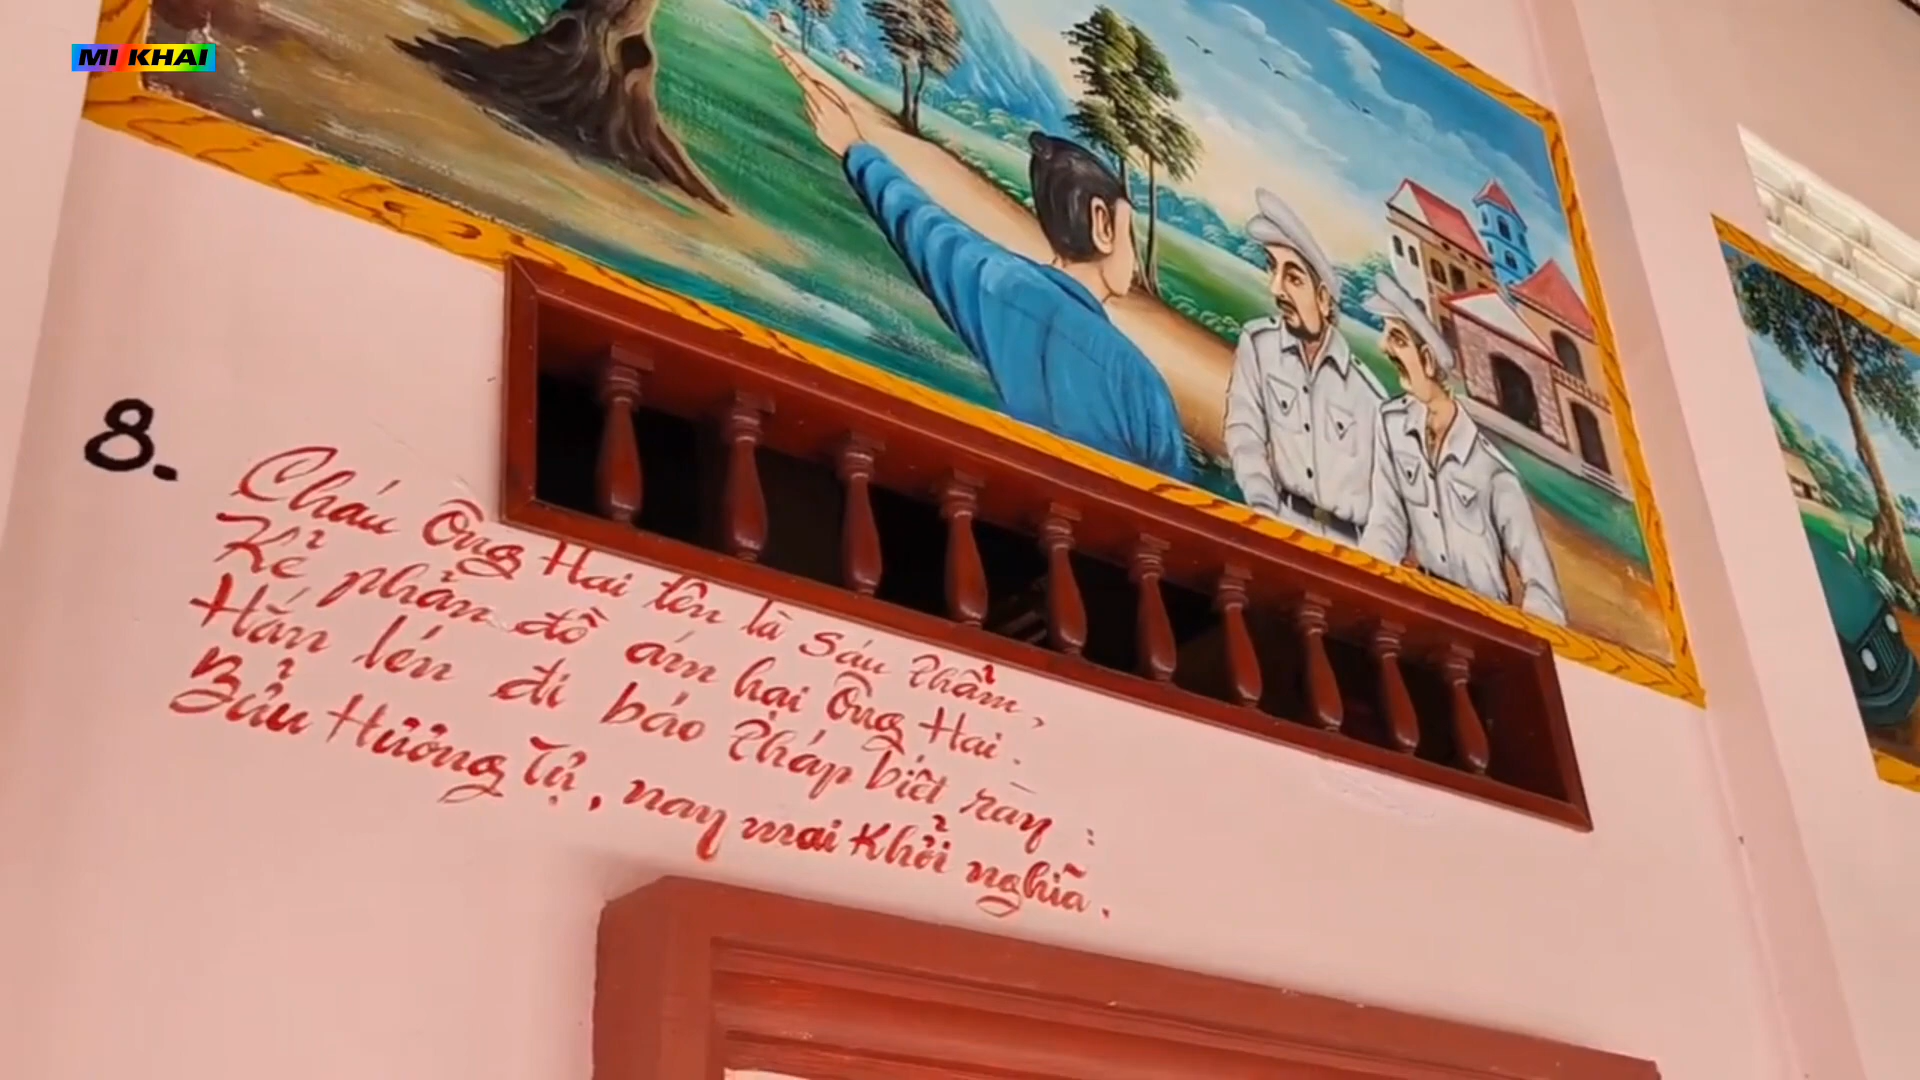 MI KHAI
8.
Cháu Ông Hai tên là Sáu Phẩm,
Kẻ phản đồ ám hại Ông Hai.
Hắn lén đi báo Pháp biết rày :
Bửu Hương Tự, nay mai Khởi nghĩa.